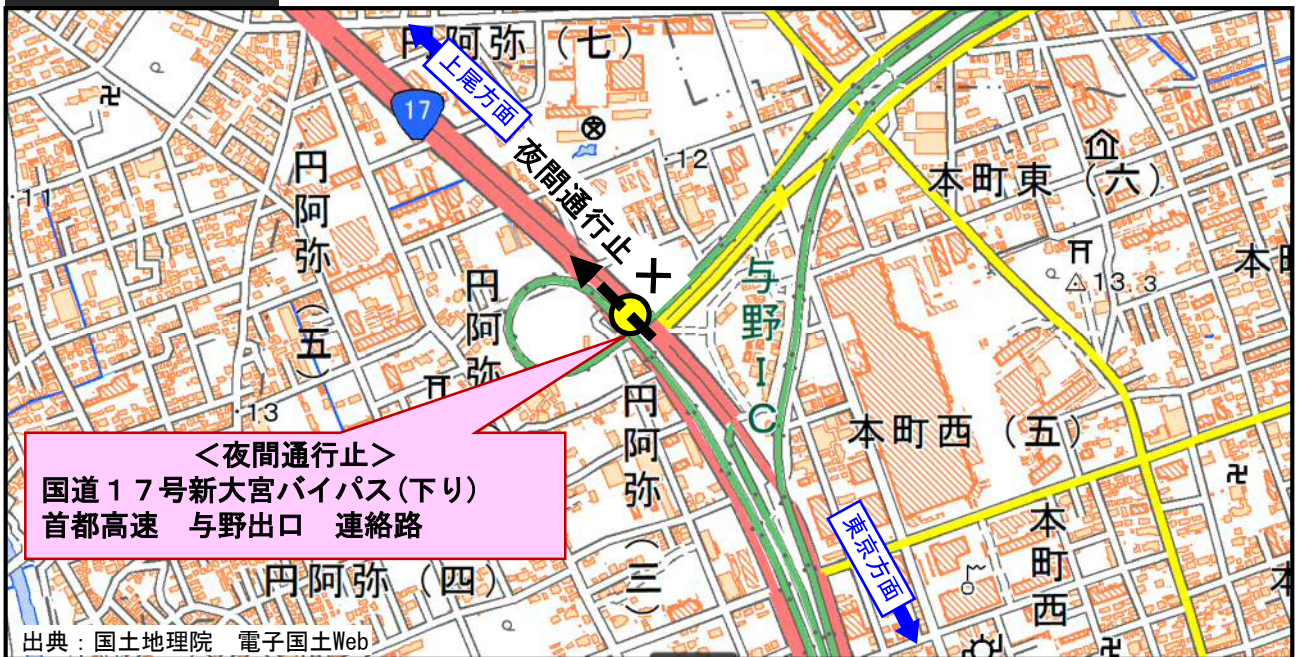 円阿弥（七）
上尾方面
17
夜間通行止
12
本町東（六）
11
円阿弥（五）
円阿弥
与野ＩＣ
13.3
13
円阿弥（三）
本町西（五）
＜夜間通行止＞
国道１７号新大宮バイパス(下り)
首都高速　与野出口　連絡路
東京方面
本町西
円阿弥（四）
出典：国土地理院　電子国土Web